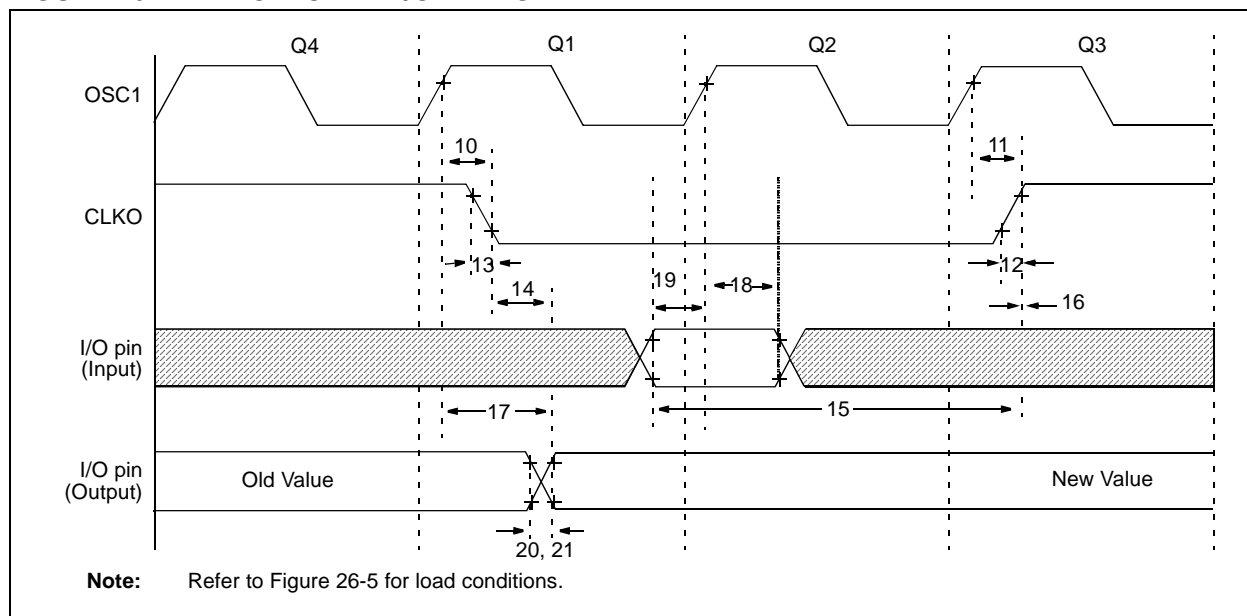 Q4 Q1 Q2 Q3
OSC1
10
11
CLKO
13
14
19
18
12
16
I/O pin
(Input)
17
15
I/O pin
(Output)
Old Value
New Value
20, 21
Note: Refer to Figure 26-5 for load conditions.